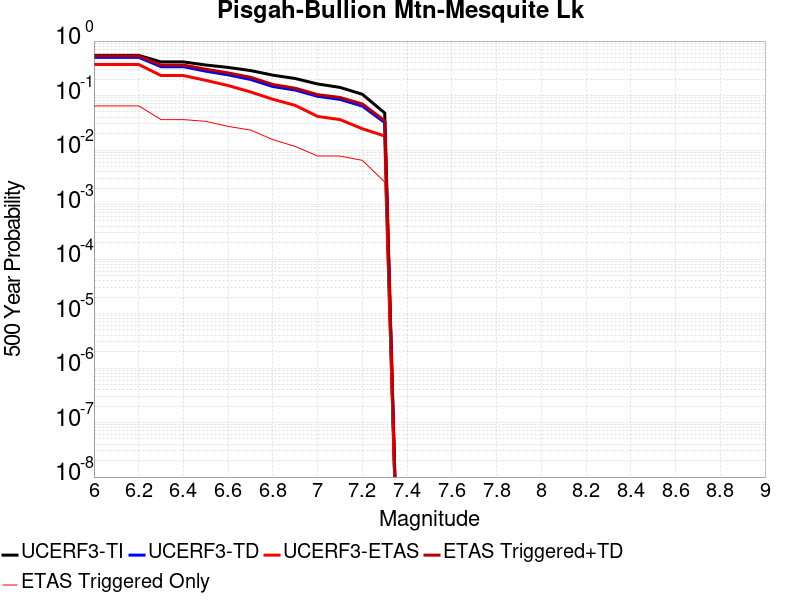 Pisgah-Bullion Mtn-Mesquite Lk
500 Year Probability
10^0
10^-1
10^-2
10^-3
10^-4
10^-5
10^-6
10^-7
10^-8
6 6.2 6.4 6.6 6.8 7 7.2 7.4 7.6 7.8 8 8.2 8.4 8.6 8.8 9
Magnitude
UCERF3-TI UCERF3-TD UCERF3-ETAS ETAS Triggered+TD
ETAS Triggered Only